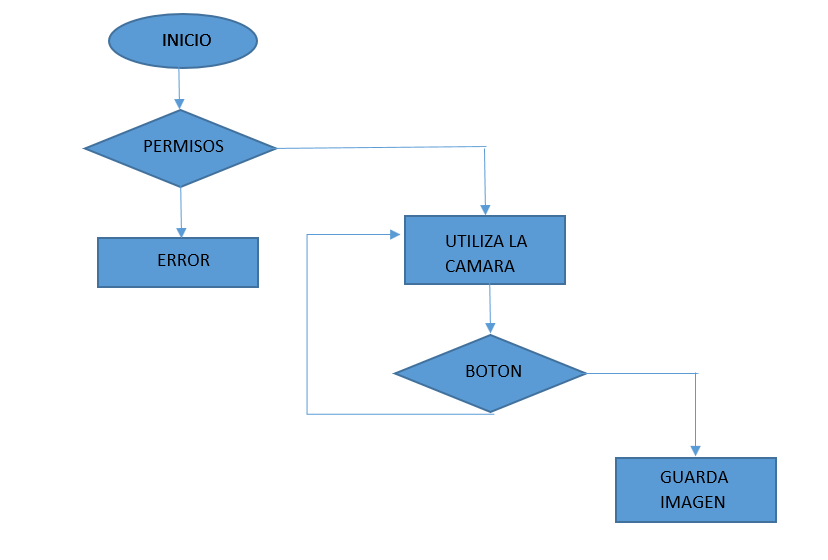 INICIO
PERMISOS
ERROR
UTILIZA LA
CAMARA
BOTON
GUARDA
IMAGEN